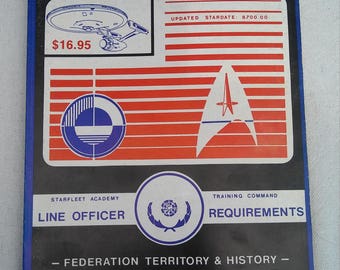 $16.95
UPDATED STARDATE: 8700.00
STARFLEET ACADEMY
TRAINING COMMAND
LINE OFFICER
REQUIREMENTS
— FEDERATION TERRITORY & HISTORY —